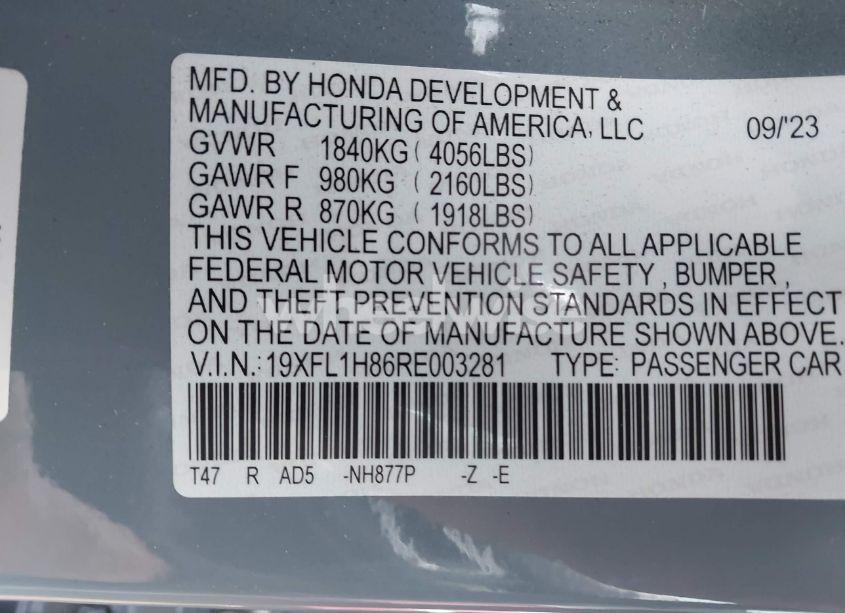 MFD. BY HONDA DEVELOPMENT &
MANUFACTURING OF AMERICA, LLC 09/'23
GVWR 1840KG ( 4056LBS)
GAWR F 980KG ( 2160LBS)
GAWR R 870KG ( 1918LBS)
THIS VEHICLE CONFORMS TO ALL APPLICABLE
FEDERAL MOTOR VEHICLE SAFETY , BUMPER ,
AND THEFT PREVENTION STANDARDS IN EFFECT
ON THE DATE OF MANUFACTURE SHOWN ABOVE.
V.I.N.: 19XFL1H86RE003281 TYPE: PASSENGER CAR
T47 R AD5 -NH877P -Z -E